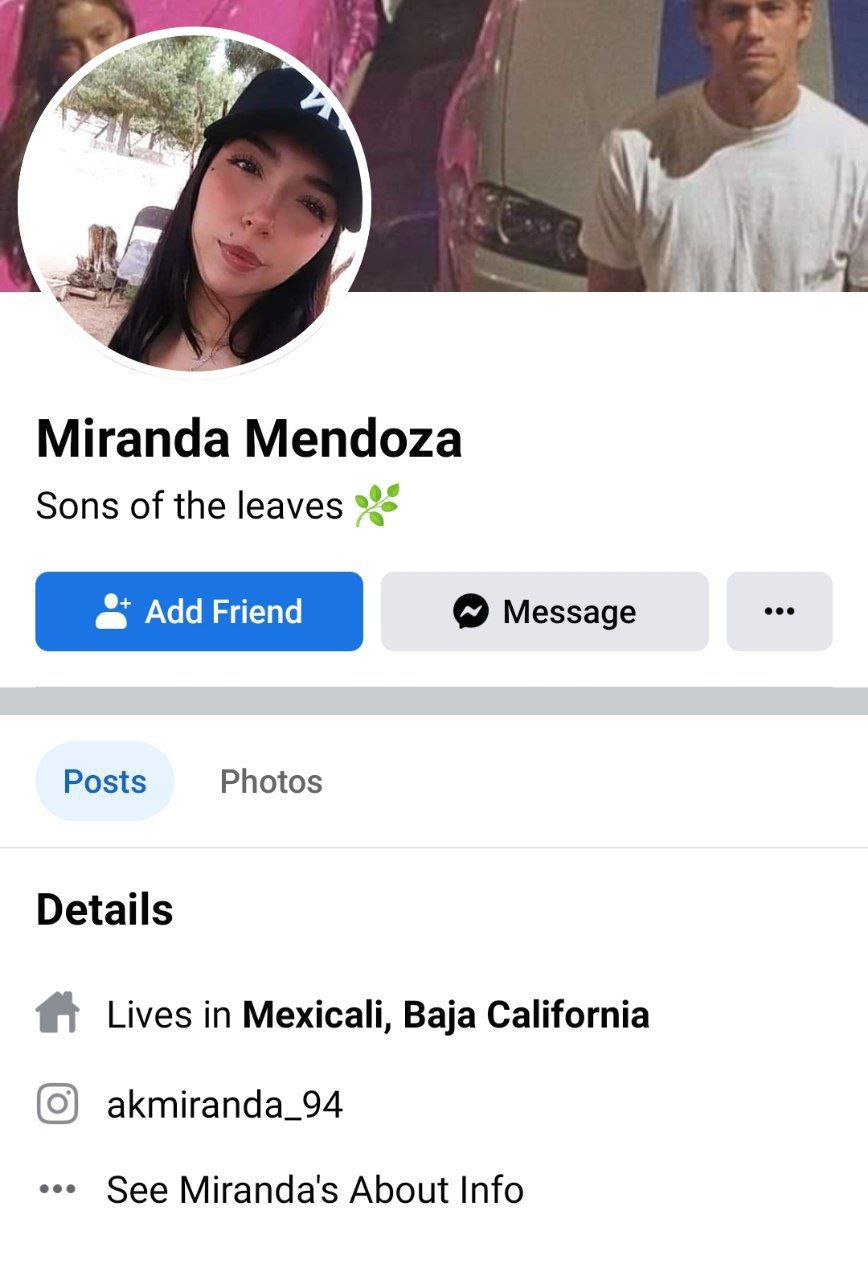 Miranda Mendoza
Sons of the leaves 🌿
Add Friend
Message
Posts
Photos
Details
Lives in Mexicali, Baja California
akmiranda_94
See Miranda's About Info